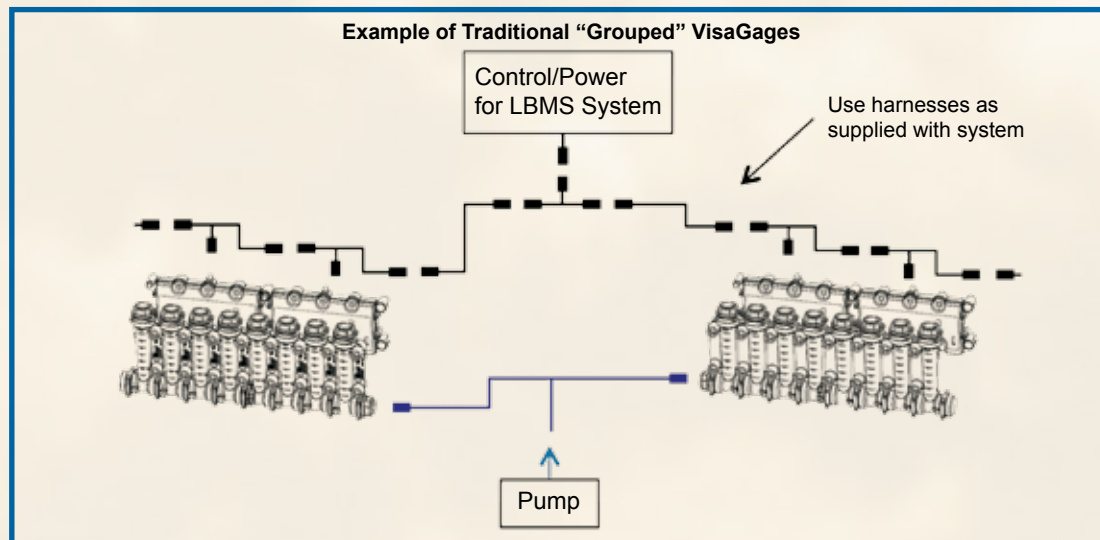 Example of Traditional “Grouped” VisaGages
Control/Power
for LBMS System
Use harnesses as
supplied with system
Pump